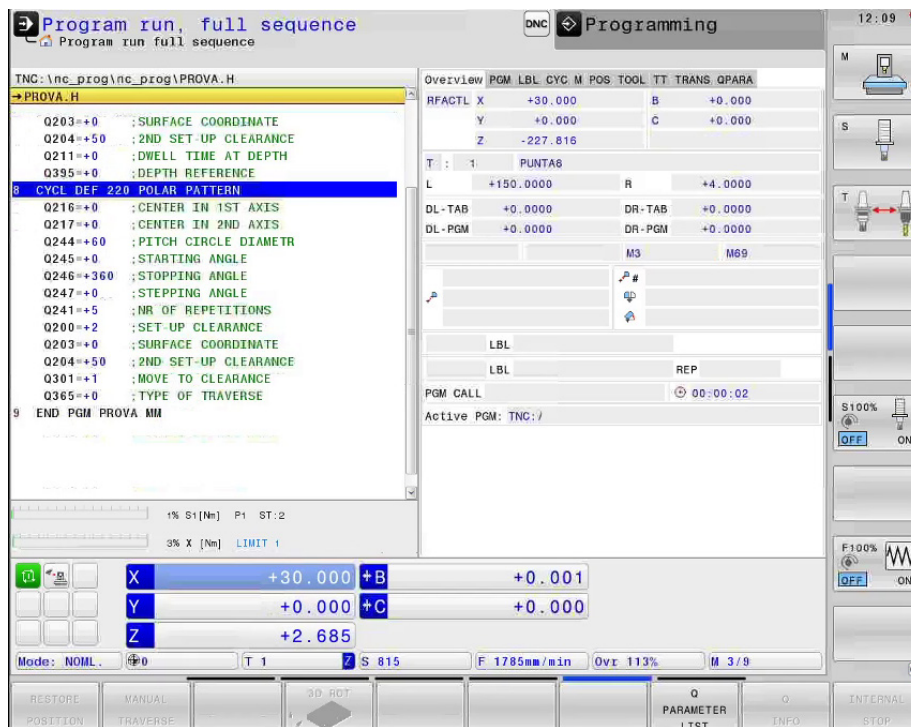 Program run, full sequence
Program run full sequence
DNC
Programming
12:09
TNC:\nc_prog\nc_prog\PROVA.H
→PROVA.H
Q203=+0 ;SURFACE COORDINATE
Q204=+50 ;2ND SET-UP CLEARANCE
Q211=+0 ;DWELL TIME AT DEPTH
Q395=+0 ;DEPTH REFERENCE
8 CYCL DEF 220 POLAR PATTERN
Q216=+0 ;CENTER IN 1ST AXIS
Q217=+0 ;CENTER IN 2ND AXIS
Q244=+60 ;PITCH CIRCLE DIAMETR
Q245=+0 ;STARTING ANGLE
Q246=+360 ;STOPPING ANGLE
Q247=+0 ;STEPPING ANGLE
Q241=+5 ;NR OF REPETITIONS
Q200=+2 ;SET-UP CLEARANCE
Q203=+0 ;SURFACE COORDINATE
Q204=+50 ;2ND SET-UP CLEARANCE
Q301=+1 ;MOVE TO CLEARANCE
Q365=+0 ;TYPE OF TRAVERSE
9 END PGM PROVA MM
1% S1[Nm] P1 ST:2
3% X [Nm] LIMIT 1
Overview PGM LBL CYC M POS TOOL TT TRANS QPARA
RFACTL X +30.000 B +0.000
Y +0.000 C +0.000
Z -227.816
T : 1 PUNTA8
L +150.0000 R +4.0000
DL-TAB +0.0000 DR-TAB +0.0000
DL-PGM +0.0000 DR-PGM +0.0000
M3 M69
#
LBL
LBL REP
PGM CALL 00:00:02
Active PGM: TNC:/
X +30.000 +B +0.001
Y +0.000 +C +0.000
Z +2.685
Mode: NOML. 0 T 1 Z S 815 F 1785mm/min Ovr 113% M 3/9
RESTORE POSITION
MANUAL TRAVERSE
3D ROT
Q PARAMETER LIST
Q INFO
INTERNAL STOP
M
S
T
S100%
OFF ON
F100%
OFF ON